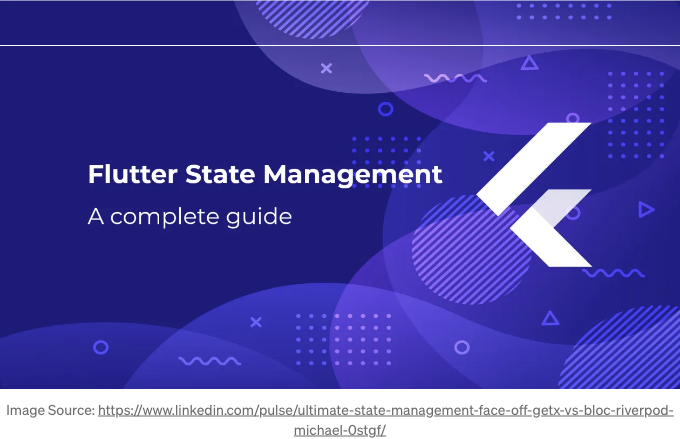 Flutter State Management
A complete guide
Image Source: https://www.linkedin.com/pulse/ultimate-state-management-face-off-getx-vs-bloc-riverpod-
michael-0stgf/